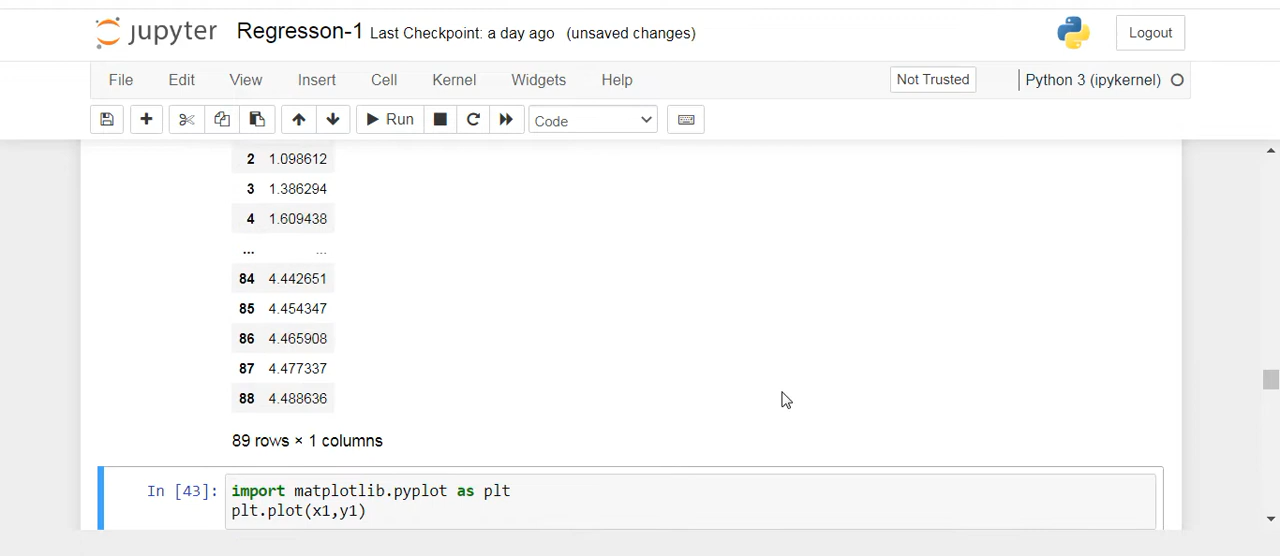 jupyter Regresson-1 Last Checkpoint: a day ago (unsaved changes) Logout
File Edit View Insert Cell Kernel Widgets Help Not Trusted Python 3 (ipykernel)
Run Code
2 1.098612
3 1.386294
4 1.609438
... ...
84 4.442651
85 4.454347
86 4.465908
87 4.477337
88 4.488636
89 rows × 1 columns
In [43]: import matplotlib.pyplot as plt
plt.plot(x1,y1)